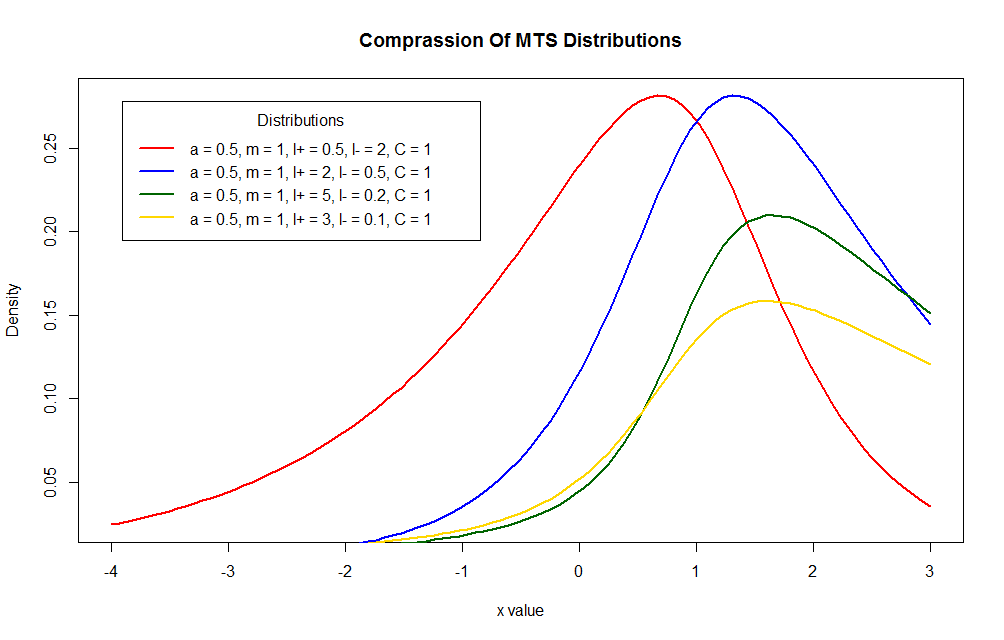 Comprassion Of MTS Distributions
Distributions
a = 0.5, m = 1, l+ = 0.5, l- = 2, C = 1
a = 0.5, m = 1, l+ = 2, l- = 0.5, C = 1
a = 0.5, m = 1, l+ = 5, l- = 0.2, C = 1
a = 0.5, m = 1, l+ = 3, l- = 0.1, C = 1
Density
0.25
0.20
0.15
0.10
0.05
-4 -3 -2 -1 0 1 2 3
x value